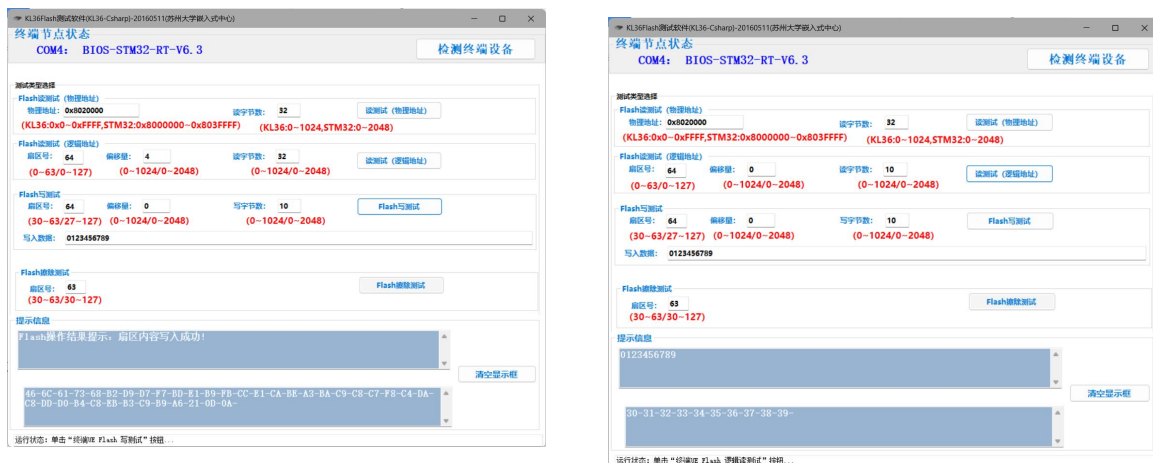 KL36Flash测试软件(KL36-Csharp)-20160511(苏州大学嵌入式中心)
终端节点状态
COM4: BIOS-STM32-RT-V6.3
检测终端设备
测试类型选择
Flash读测试 (物理地址)
物理地址: 0x8020000 读字节数: 32 读测试 (物理地址)
(KL36:0x0~0xFFFF,STM32:0x8000000~0x803FFFF) (KL36:0~1024,STM32:0~2048)
Flash读测试 (逻辑地址)
扇区号: 64 偏移量: 4 读字节数: 32 读测试 (逻辑地址)
(0~63/0~127) (0~1024/0~2048) (0~1024/0~2048)
Flash写测试
扇区号: 64 偏移量: 0 写字节数: 10 Flash写测试
(30~63/27~127) (0~1024/0~2048) (0~1024/0~2048)
写入数据: 0123456789
Flash擦除测试
扇区号: 63 Flash擦除测试
(30~63/30~127)
提示信息
Flash操作结果提示：扇区内容写入成功!
清空显示框
46-6C-61-73-68-B2-D9-D7-F7-BD-E1-B9-FB-CC-E1-CA-BE-A3-BA-C9-C8-C7-F8-C4-DA-
C8-DD-D0-B4-C8-EB-B3-C9-B9-A6-21-0D-0A-
运行状态: 单击“终端UE Flash 写测试”按钮...
KL36Flash测试软件(KL36-Csharp)-20160511(苏州大学嵌入式中心)
终端节点状态
COM4: BIOS-STM32-RT-V6.3
检测终端设备
测试类型选择
Flash读测试 (物理地址)
物理地址: 0x8020000 读字节数: 32 读测试 (物理地址)
(KL36:0x0~0xFFFF,STM32:0x8000000~0x803FFFF) (KL36:0~1024,STM32:0~2048)
Flash读测试 (逻辑地址)
扇区号: 64 偏移量: 0 读字节数: 10 读测试 (逻辑地址)
(0~63/0~127) (0~1024/0~2048) (0~1024/0~2048)
Flash写测试
扇区号: 64 偏移量: 0 写字节数: 10 Flash写测试
(30~63/27~127) (0~1024/0~2048) (0~1024/0~2048)
写入数据: 0123456789
Flash擦除测试
扇区号: 63 Flash擦除测试
(30~63/30~127)
提示信息
0123456789
清空显示框
30-31-32-33-34-35-36-37-38-39-
运行状态: 单击“终端UE Flash 逻辑读测试”按钮...